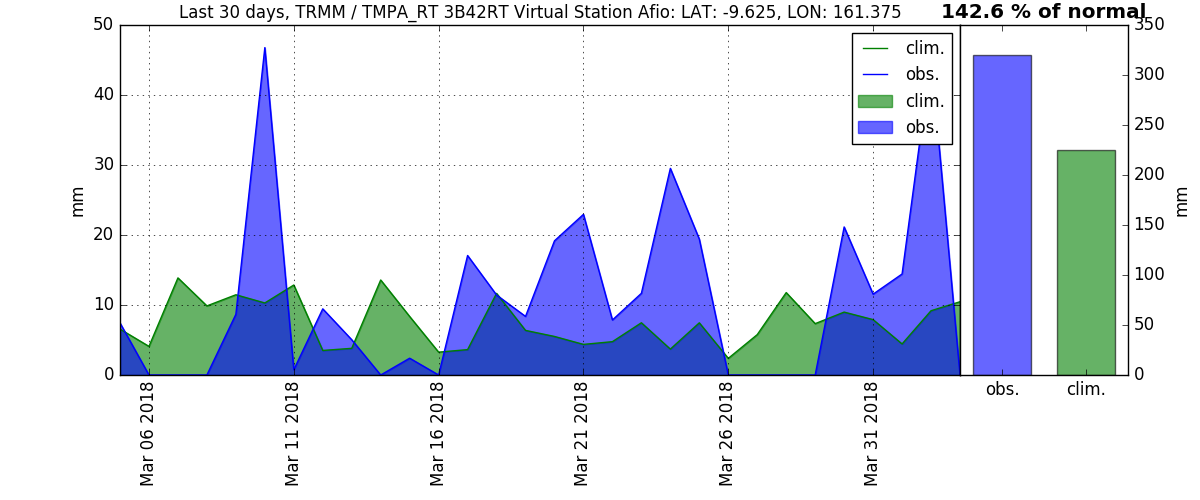 Last 30 days, TRMM / TMPA_RT 3B42RT Virtual Station Afio: LAT: -9.625, LON: 161.375
142.6 % of normal
50
40
30
20
10
0
mm
clim.
obs.
clim.
obs.
350
300
250
200
150
100
50
0
mm
Mar 06 2018
Mar 11 2018
Mar 16 2018
Mar 21 2018
Mar 26 2018
Mar 31 2018
obs.
clim.